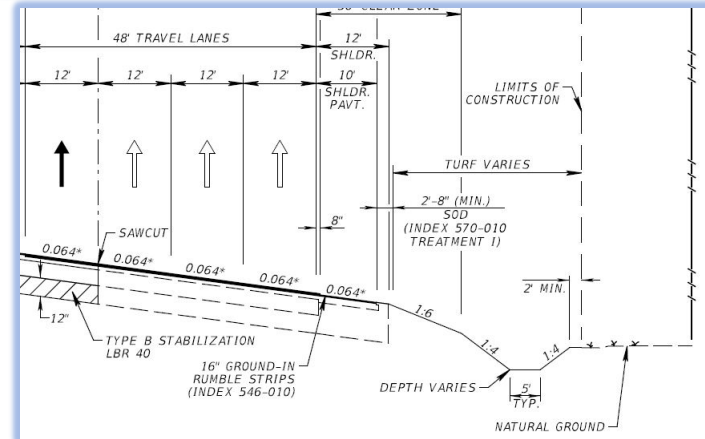 48' TRAVEL LANES
12'
SHLDR.
12'
12'
12'
12'
10'
SHLDR.
PAVT.
LIMITS OF
CONSTRUCTION
TURF VARIES
2'-8" (MIN.)
SOD
(INDEX 570-010
TREATMENT I)
8"
SAWCUT
0.064*
0.064*
0.064*
0.064*
0.064*
2' MIN.
12"
TYPE B STABILIZATION
LBR 40
16" GROUND-IN
RUMBLE STRIPS
(INDEX 546-010)
1:6
1:4
1:4
DEPTH VARIES
5'
TYP.
NATURAL GROUND